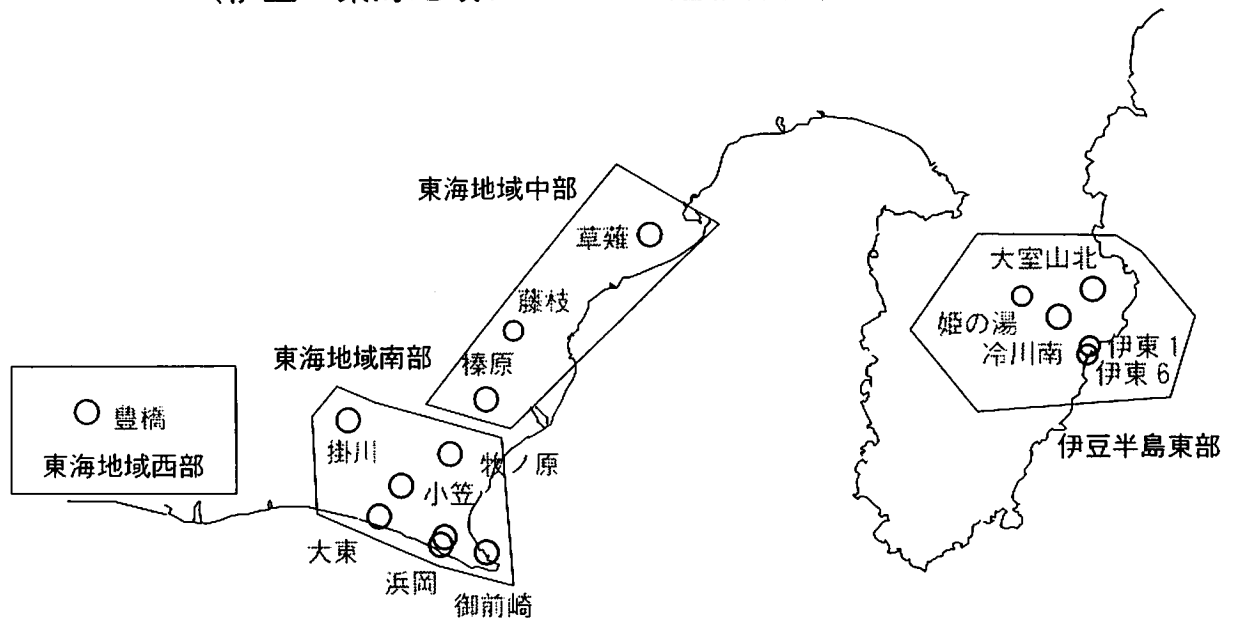 東海地域中部
草薙
藤枝
榛原
東海地域南部
掛川
牧ノ原
小笠
大東
浜岡
御前崎
豊橋
東海地域西部
大室山北
姫の湯
冷川南
伊東1
伊東6
伊豆半島東部